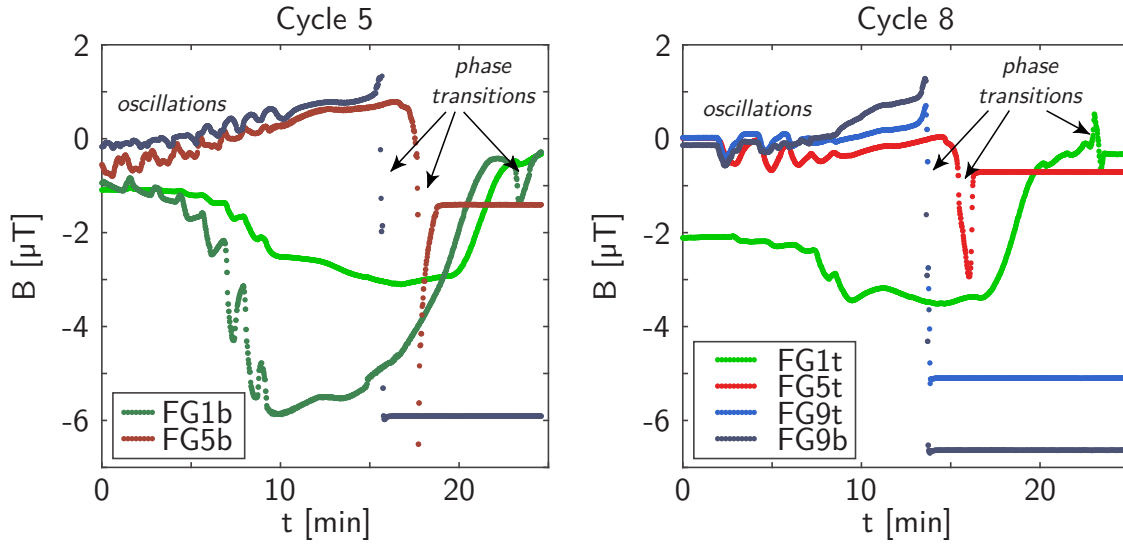 Cycle 5
B [µT]
2
0
-2
-4
-6
oscillations
phase
transitions
FG1b
FG5b
0
10
20
t [min]
Cycle 8
B [µT]
2
0
-2
-4
-6
oscillations
phase
transitions
FG1t
FG5t
FG9t
FG9b
0
10
20
t [min]